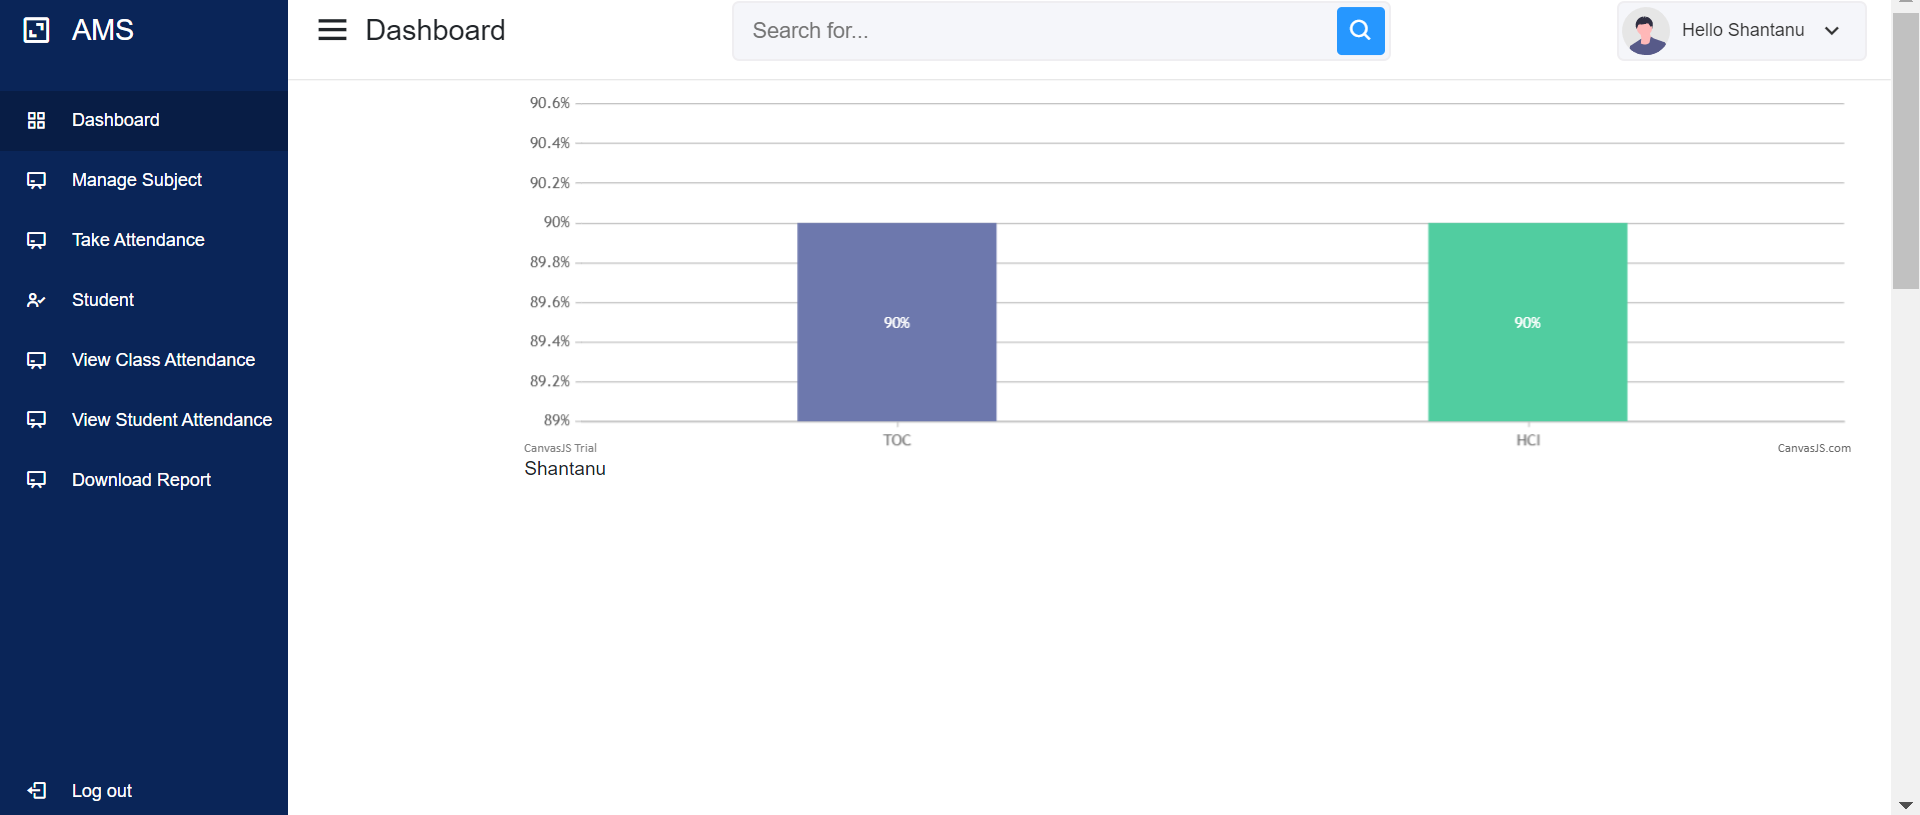 AMS
Dashboard
Manage Subject
Take Attendance
Student
View Class Attendance
View Student Attendance
Download Report
Log out
Dashboard
Search for...
Hello Shantanu
90.6%
90.4%
90.2%
90%
89.8%
89.6%
89.4%
89.2%
89%
90%
90%
TOC
HCI
CanvasJS Trial
CanvasJS.com
Shantanu